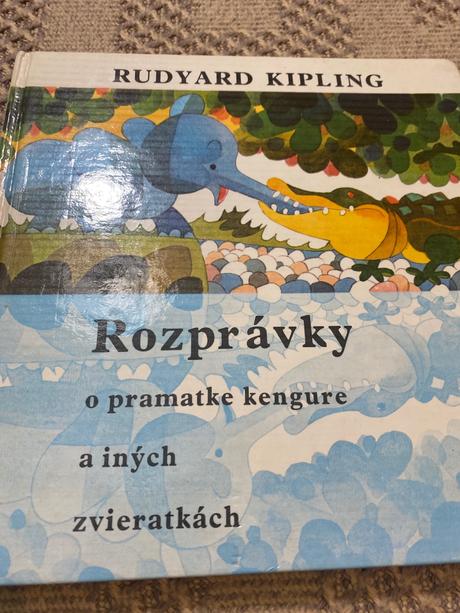 RUDYARD KIPLING
Rozprávky
o pramatke kengure
a iných
zvieratkách